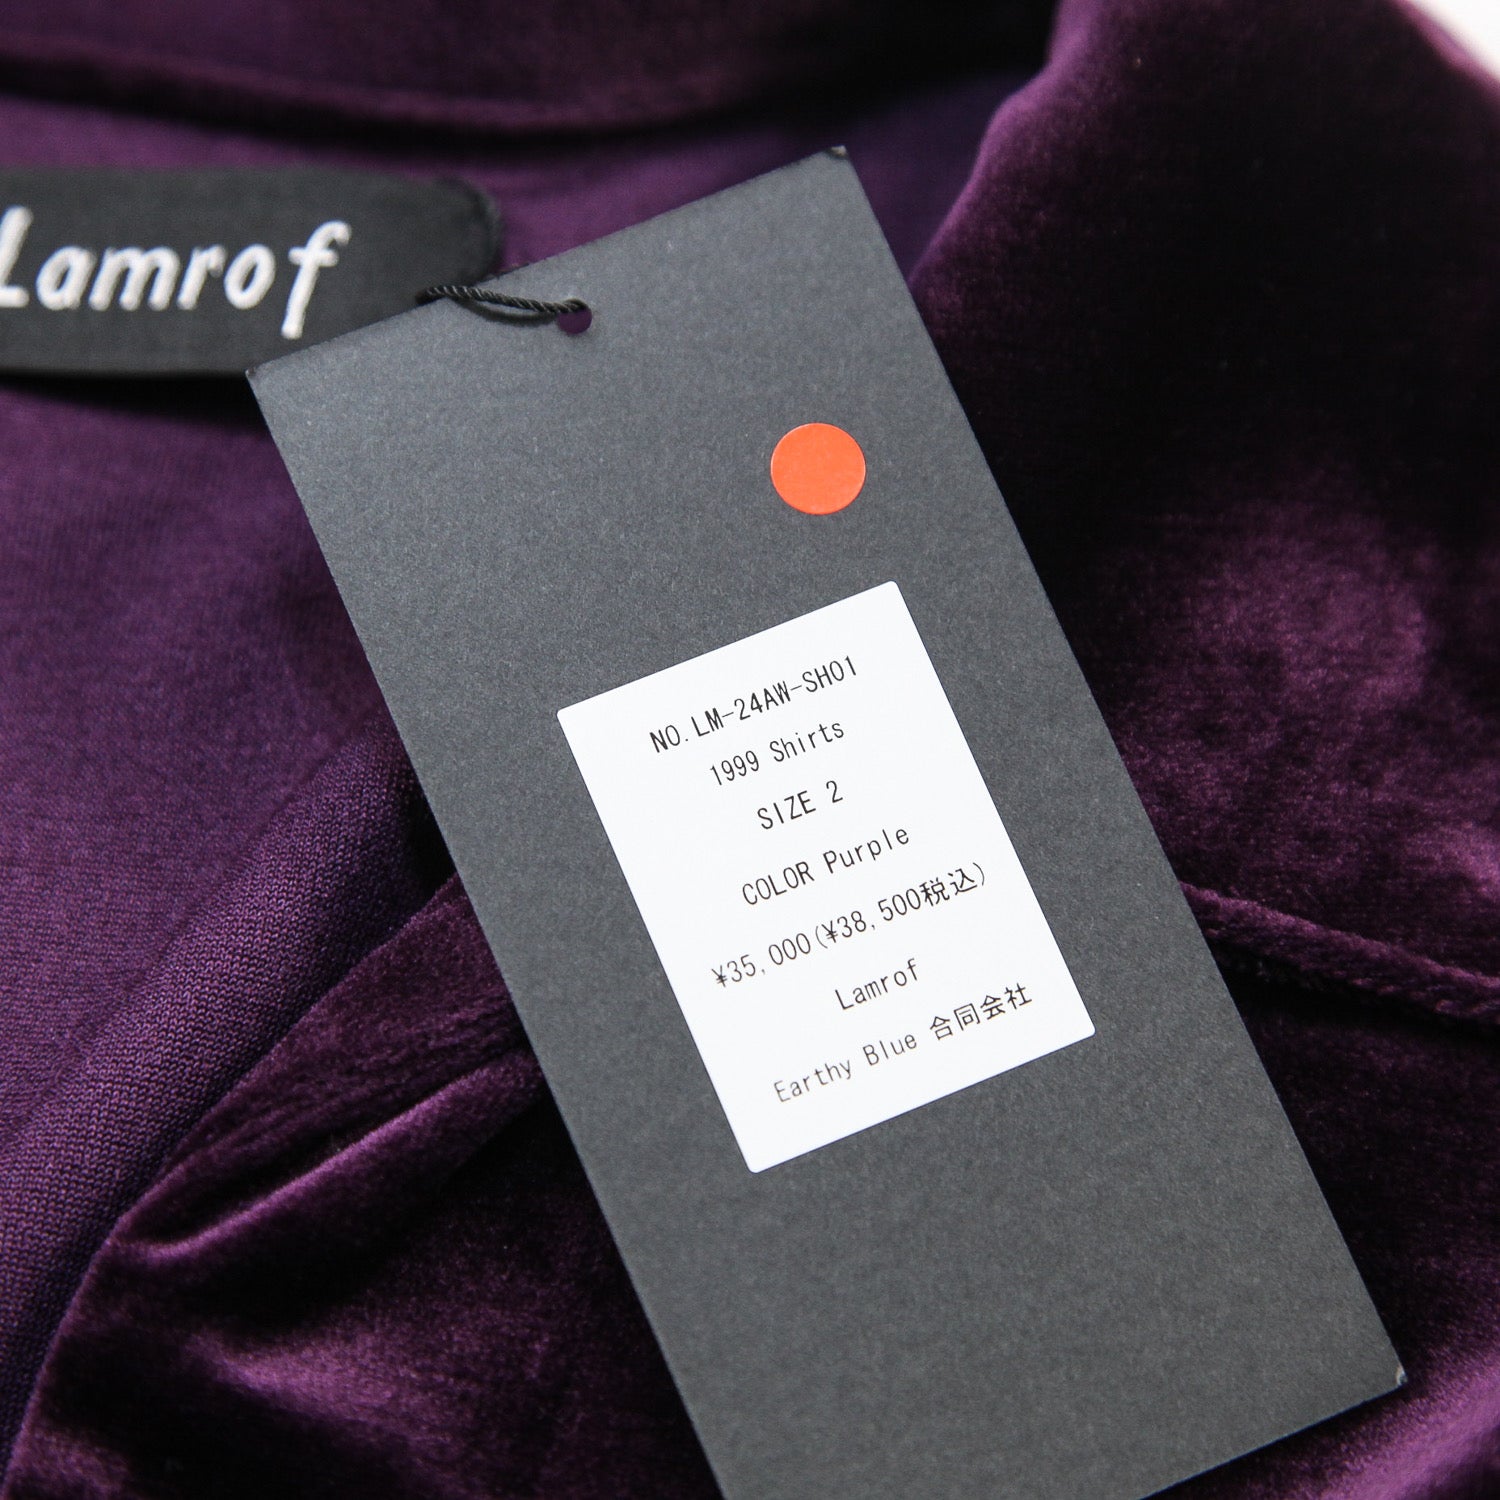 Lamrof
NO.LM-24AW-SH01
1999 Shirts
SIZE 2
COLOR Purple
¥35,000(¥38,500税込)
Lamrof
Earthy Blue 合同会社